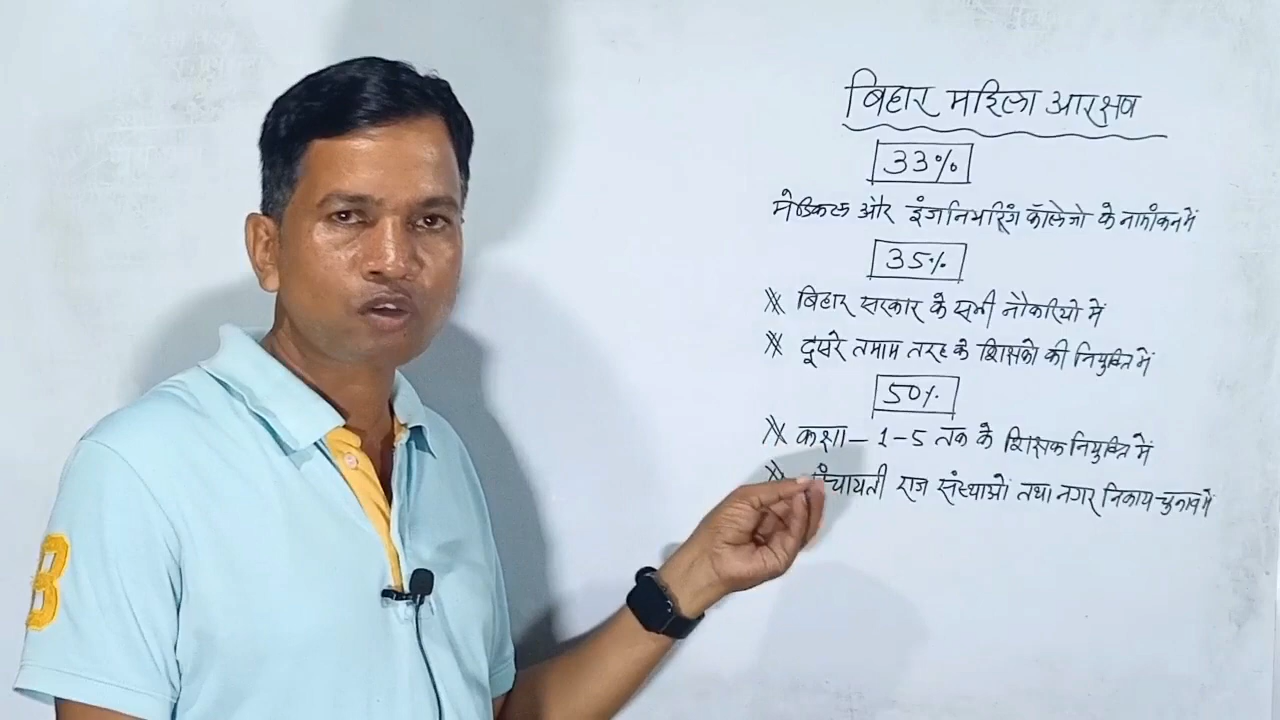 बिहार महिला आरक्षण
33%
मेडिकल और इंजनियरिंग कॉलेजो के नामांकन में
35%
बिहार सरकार के सभी नौकरियो में
दूसरे तमाम तरह के शिक्षको की नियुक्ति में
50%
कक्षा - 1-5 तक के शिक्षक नियुक्ति में
पंचायती राज संस्थाओं तथा नगर निकाय चुनाव में
B